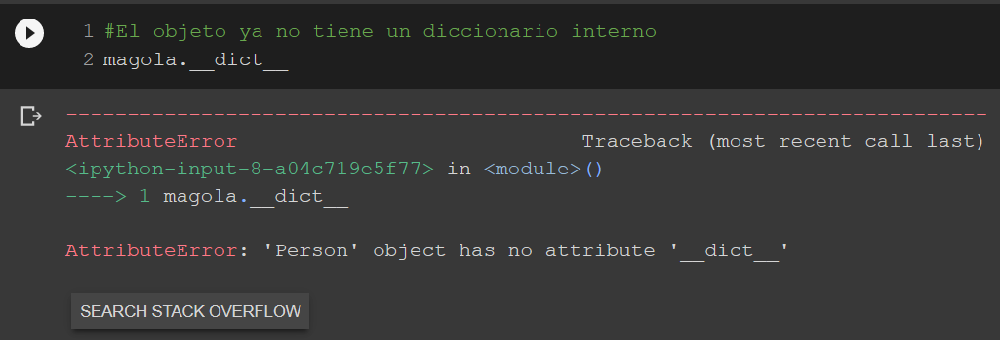 1 #El objeto ya no tiene un diccionario interno
2 magola.__dict__
---------------------------------------------------------------------------
AttributeError Traceback (most recent call last)
<ipython-input-8-a04c719e5f77> in <module>()
----> 1 magola.__dict__
AttributeError: 'Person' object has no attribute '__dict__'
SEARCH STACK OVERFLOW